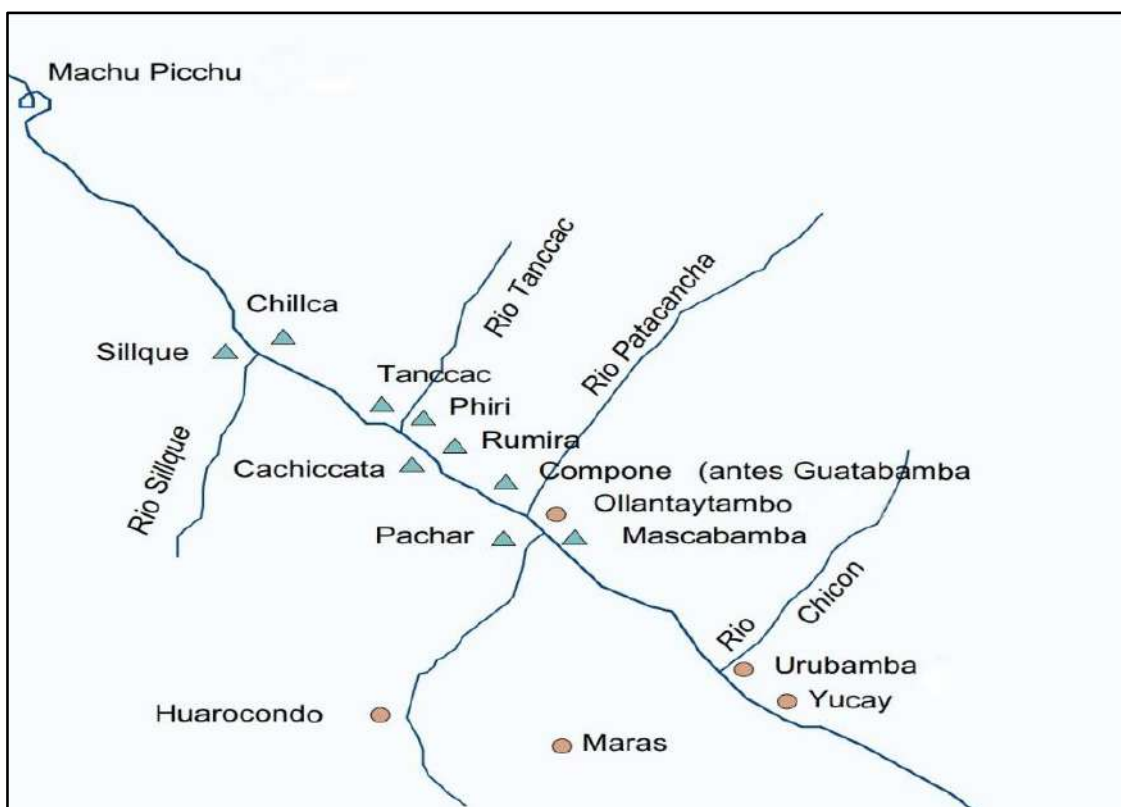 Machu Picchu
Chillca
Sillque
Rio Sillque
Tanccac
Rio Tanccac
Phiri
Rumira
Cachiccata
Rio Patacancha
Compone (antes Guatabamba
Ollantaytambo
Pachar
Mascabamba
Rio Chicon
Urubamba
Yucay
Huarocondo
Maras